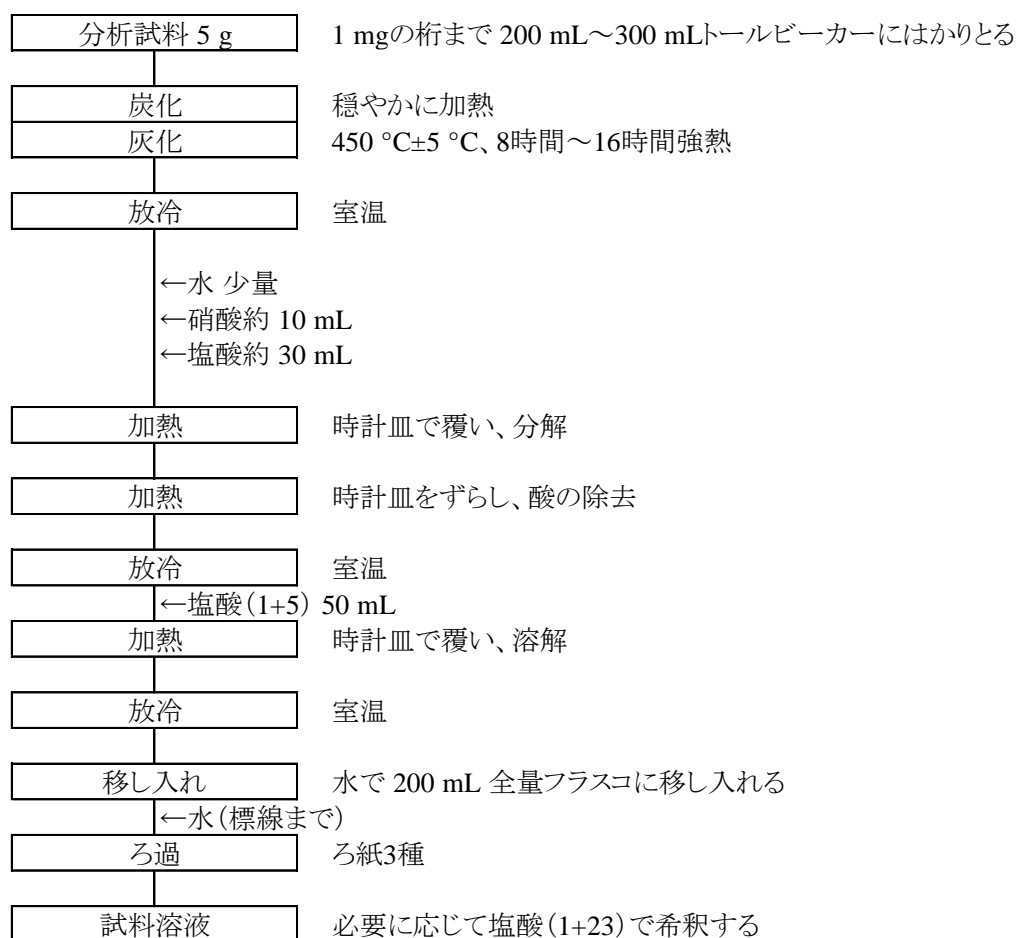 分析試料 5 g 1 mgの桁まで 200 mL～300 mLトールビーカーにはかりとる
炭化 穏やかに加熱
灰化 450 °C±5 °C、8時間～16時間強熱
放冷 室温
←水 少量
←硝酸約 10 mL
←塩酸約 30 mL
加熱 時計皿で覆い、分解
加熱 時計皿をずらし、酸の除去
放冷 室温
←塩酸（1+5） 50 mL
加熱 時計皿で覆い、溶解
放冷 室温
移し入れ 水で 200 mL 全量フラスコに移し入れる
←水（標線まで）
ろ過 ろ紙3種
試料溶液 必要に応じて塩酸（1+23）で希釈する